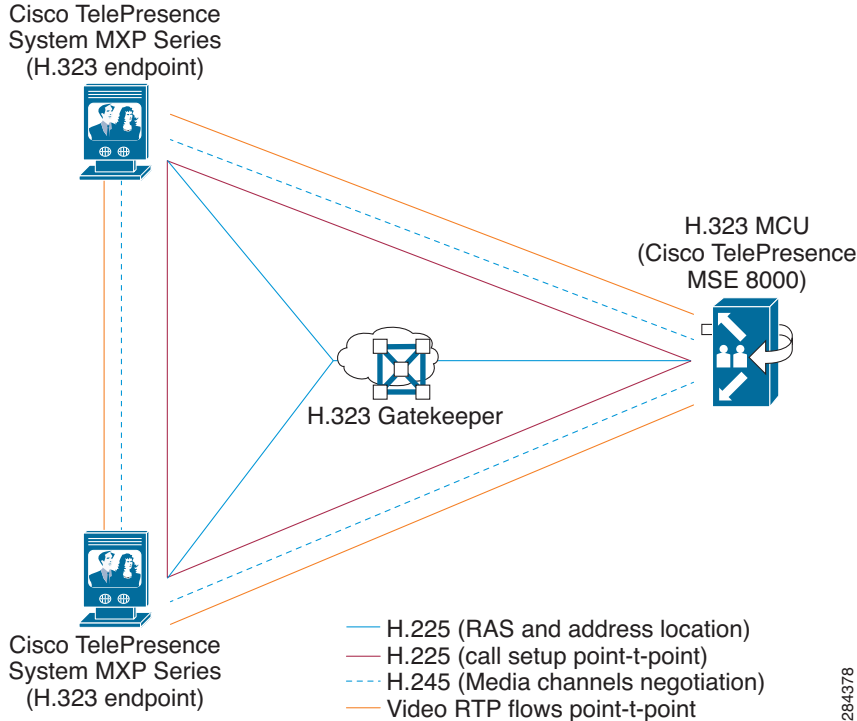 Cisco TelePresence
System MXP Series
(H.323 endpoint)
H.323 MCU
(Cisco TelePresence
MSE 8000)
H.323 Gatekeeper
Cisco TelePresence
System MXP Series
(H.323 endpoint)
H.225 (RAS and address location)
H.225 (call setup point-t-point)
H.245 (Media channels negotiation)
Video RTP flows point-t-point
284378